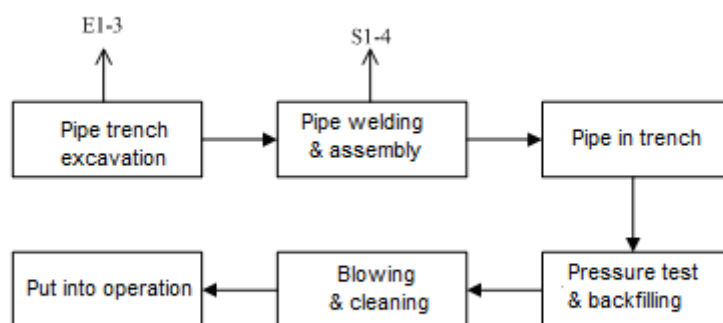 E1-3
S1-4
Pipe trench
excavation
Pipe welding
& assembly
Pipe in trench
Put into operation
Blowing
& cleaning
Pressure test
& backfilling